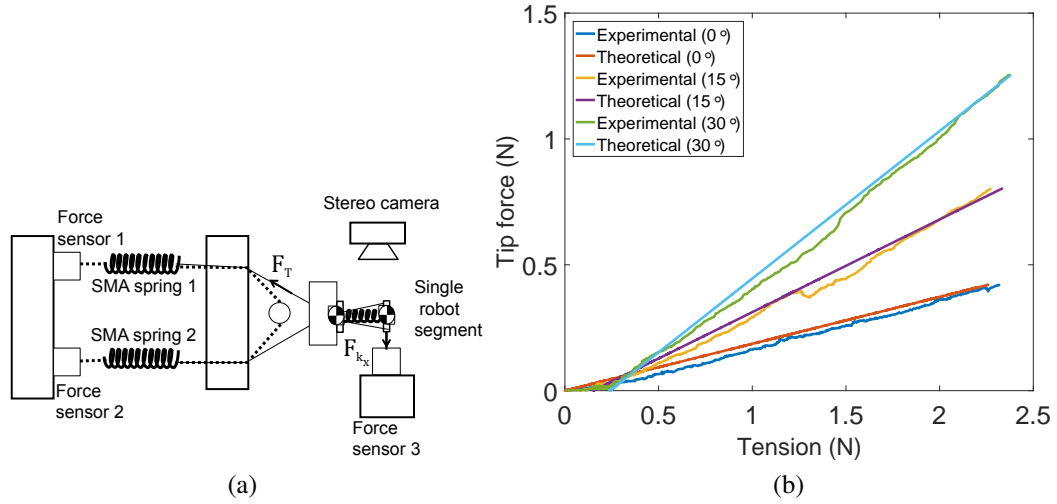 Force
sensor 1
SMA spring 1
SMA spring 2
Force
sensor 2
F_T
Stereo camera
Single
robot
segment
F_{k_x}
Force
sensor 3
(a)
1.5
1
0.5
0
Tip force (N)
Experimental (0 °)
Theoretical (0 °)
Experimental (15 °)
Theoretical (15 °)
Experimental (30 °)
Theoretical (30 °)
0 0.5 1 1.5 2 2.5
Tension (N)
(b)